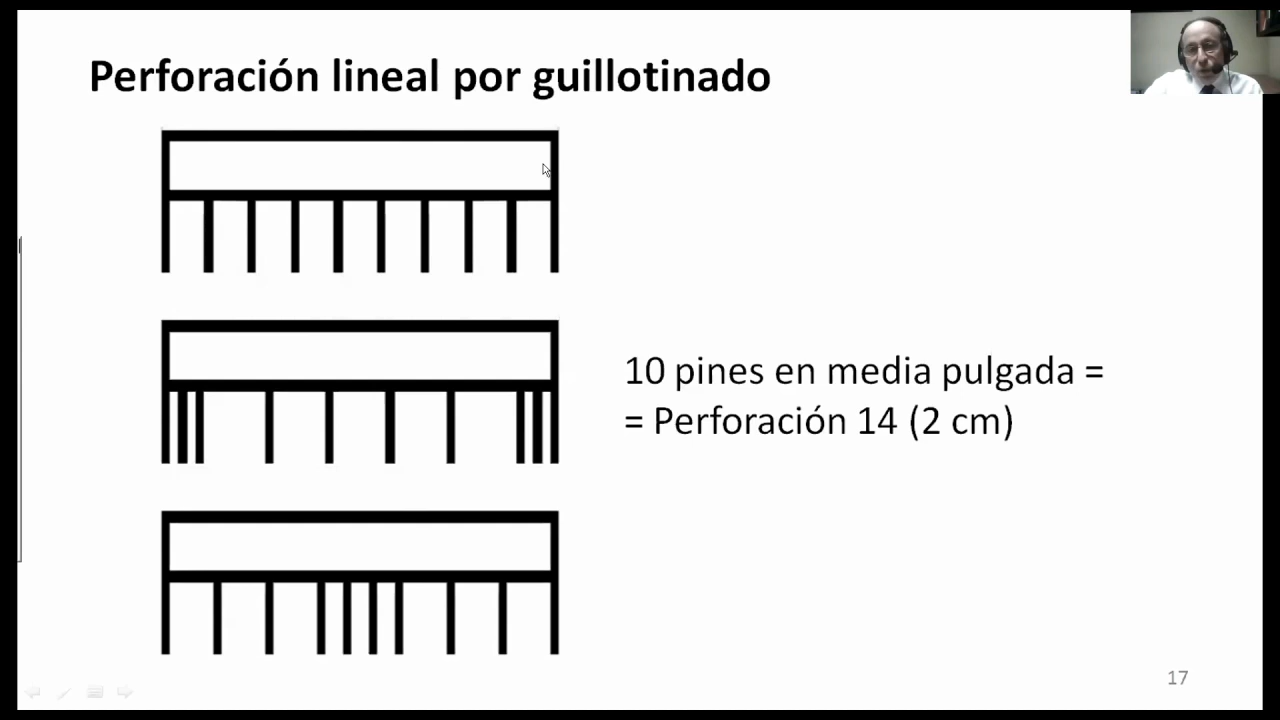 Perforación lineal por guillotinado
10 pines en media pulgada =
= Perforación 14 (2 cm)
17